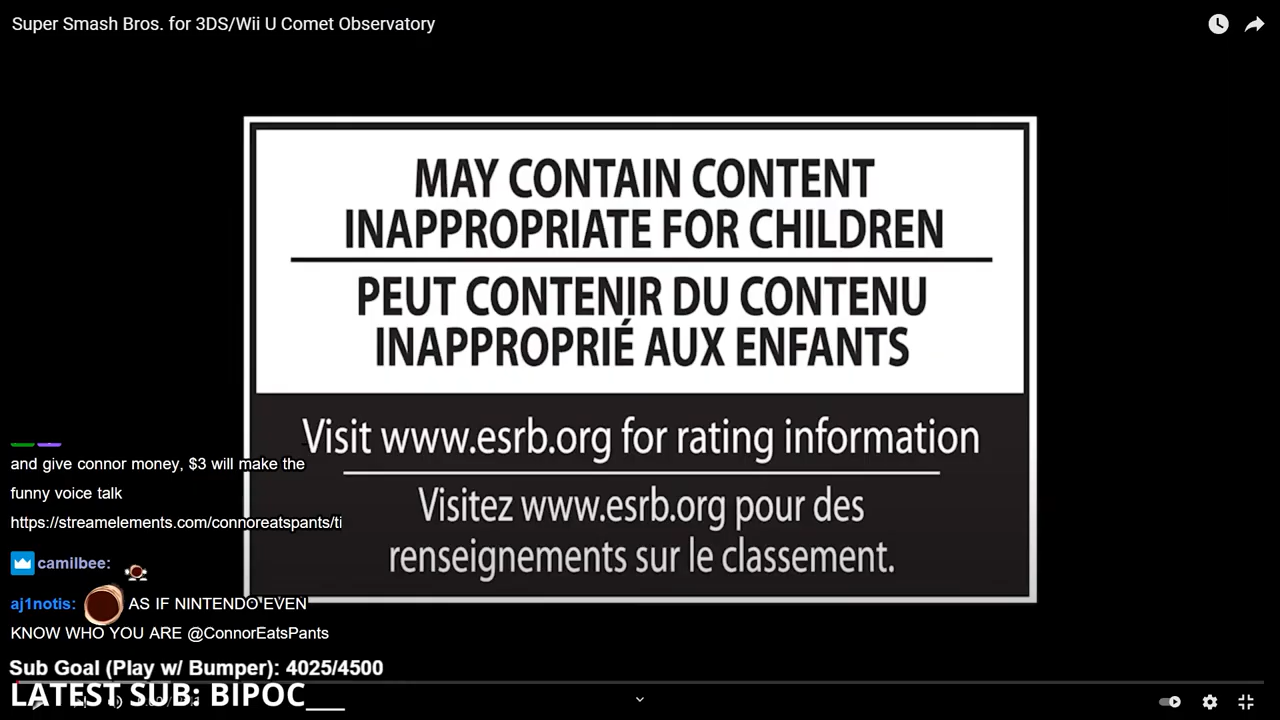 Super Smash Bros. for 3DS/Wii U Comet Observatory
MAY CONTAIN CONTENT
INAPPROPRIATE FOR CHILDREN
PEUT CONTENIR DU CONTENU
INAPPROPRIÉ AUX ENFANTS
Visit www.esrb.org for rating information
Visitez www.esrb.org pour des
renseignements sur le classement.
and give connor money, $3 will make the
funny voice talk
https://streamelements.com/connoreatspants/ti
camilbee:
aj1notis: AS IF NINTENDO EVEN
KNOW WHO YOU ARE @ConnorEatsPants
Sub Goal (Play w/ Bumper): 4025/4500
LATEST SUB: BIPOC___